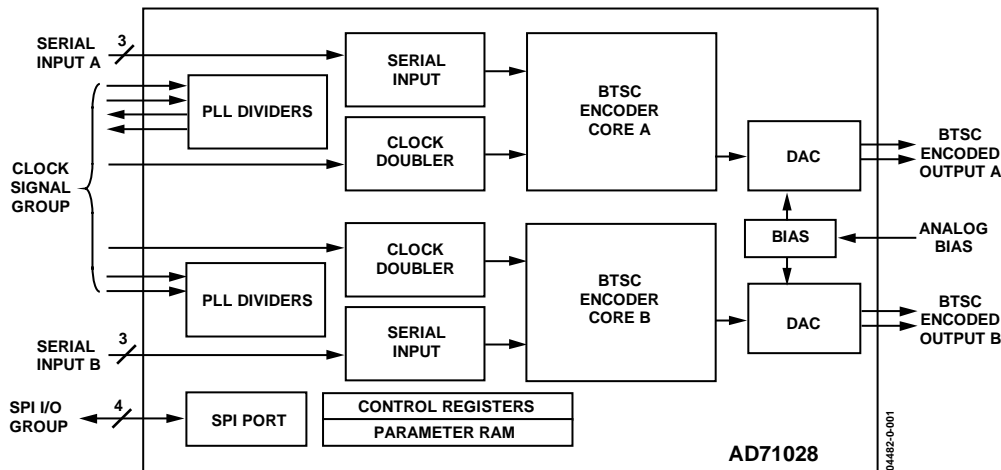 SERIAL
INPUT A
3
SERIAL
INPUT
BTSC
ENCODER
CORE A
PLL DIVIDERS
CLOCK
DOUBLER
DAC
BTSC
ENCODED
OUTPUT A
CLOCK
SIGNAL
GROUP
BIAS
ANALOG
BIAS
CLOCK
DOUBLER
BTSC
ENCODER
CORE B
PLL DIVIDERS
DAC
BTSC
ENCODED
OUTPUT B
SERIAL
INPUT B
3
SERIAL
INPUT
SPI I/O
GROUP
4
SPI PORT
CONTROL REGISTERS
PARAMETER RAM
AD71028
04482-0-001